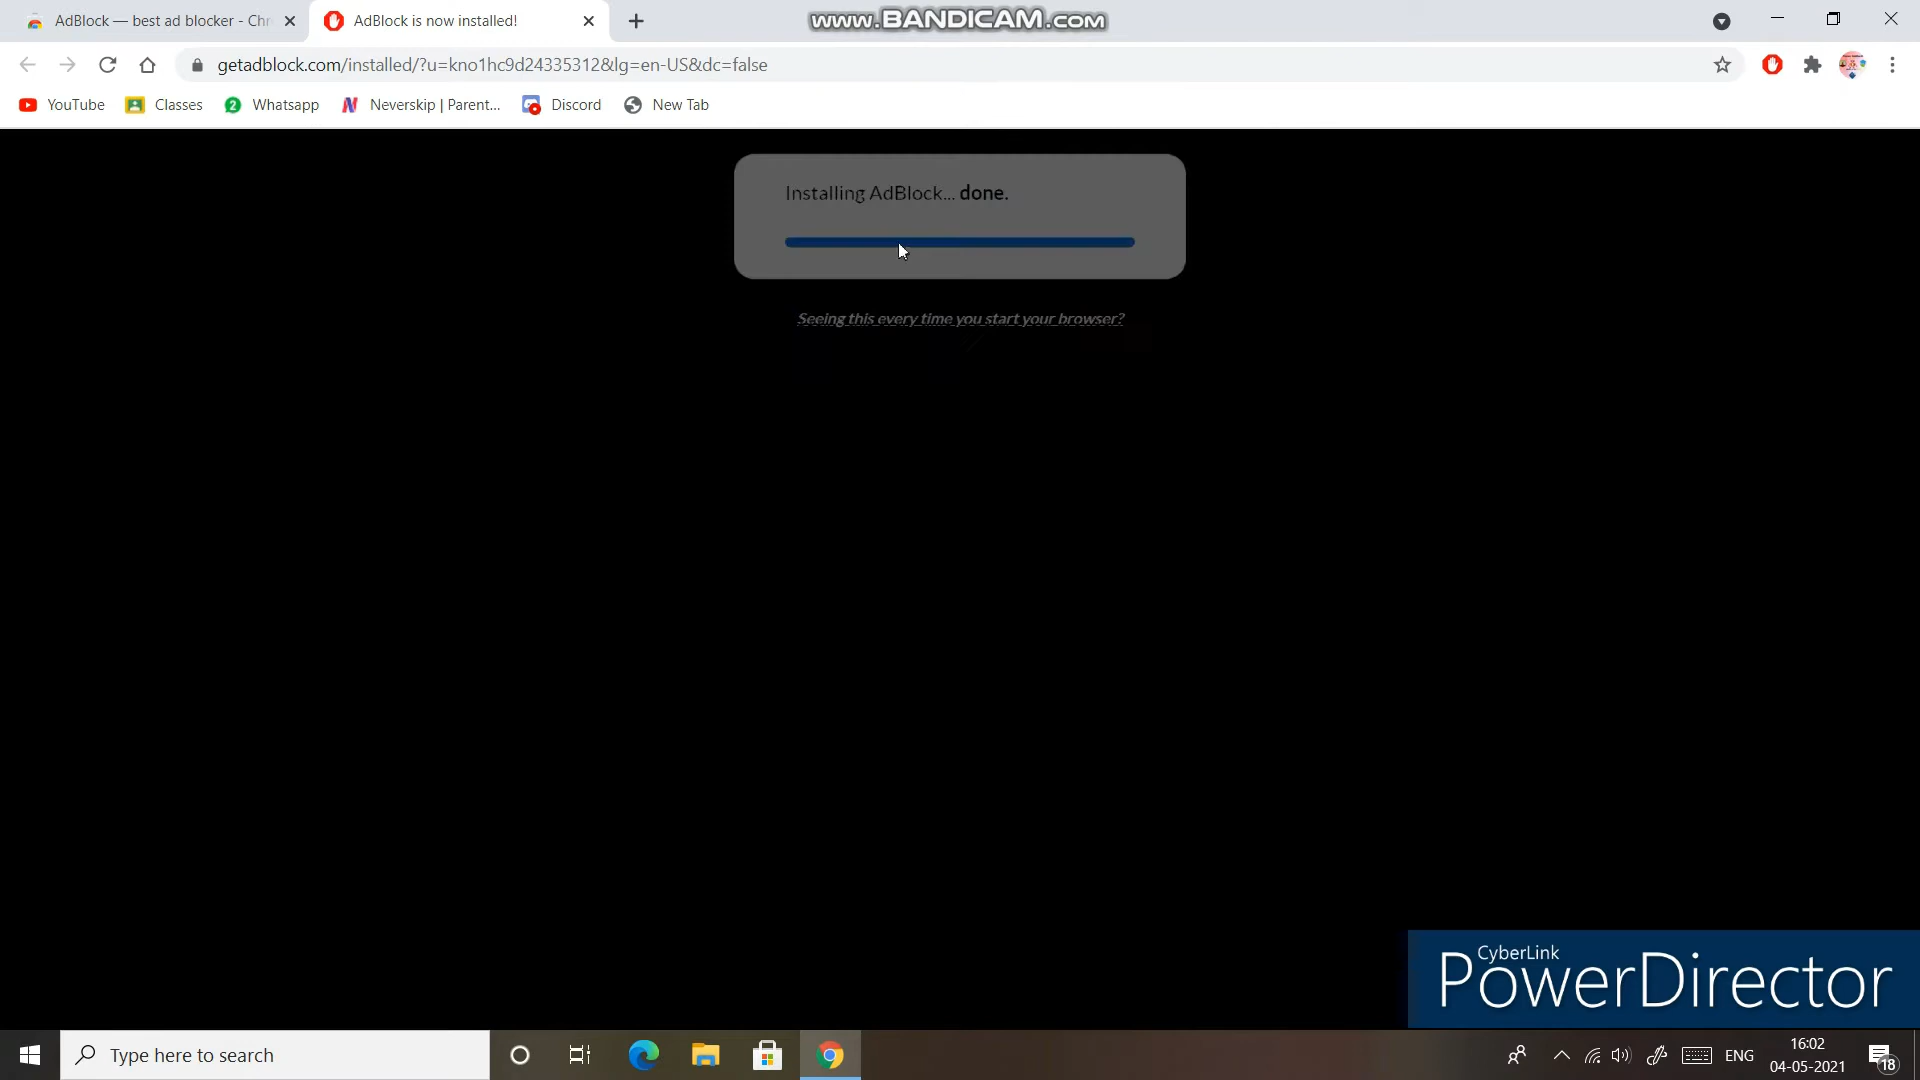 AdBlock — best ad blocker - Chr
AdBlock is now installed!
www.BANDICAM.com
getadblock.com/installed/?u=kno1hc9d24335312&lg=en-US&dc=false
YouTube
Classes
2
Whatsapp
Neverskip | Parent...
Discord
New Tab
Installing AdBlock... done.
Seeing this every time you start your browser?
CyberLink
PowerDirector
Type here to search
ENG
16:02
04-05-2021
18